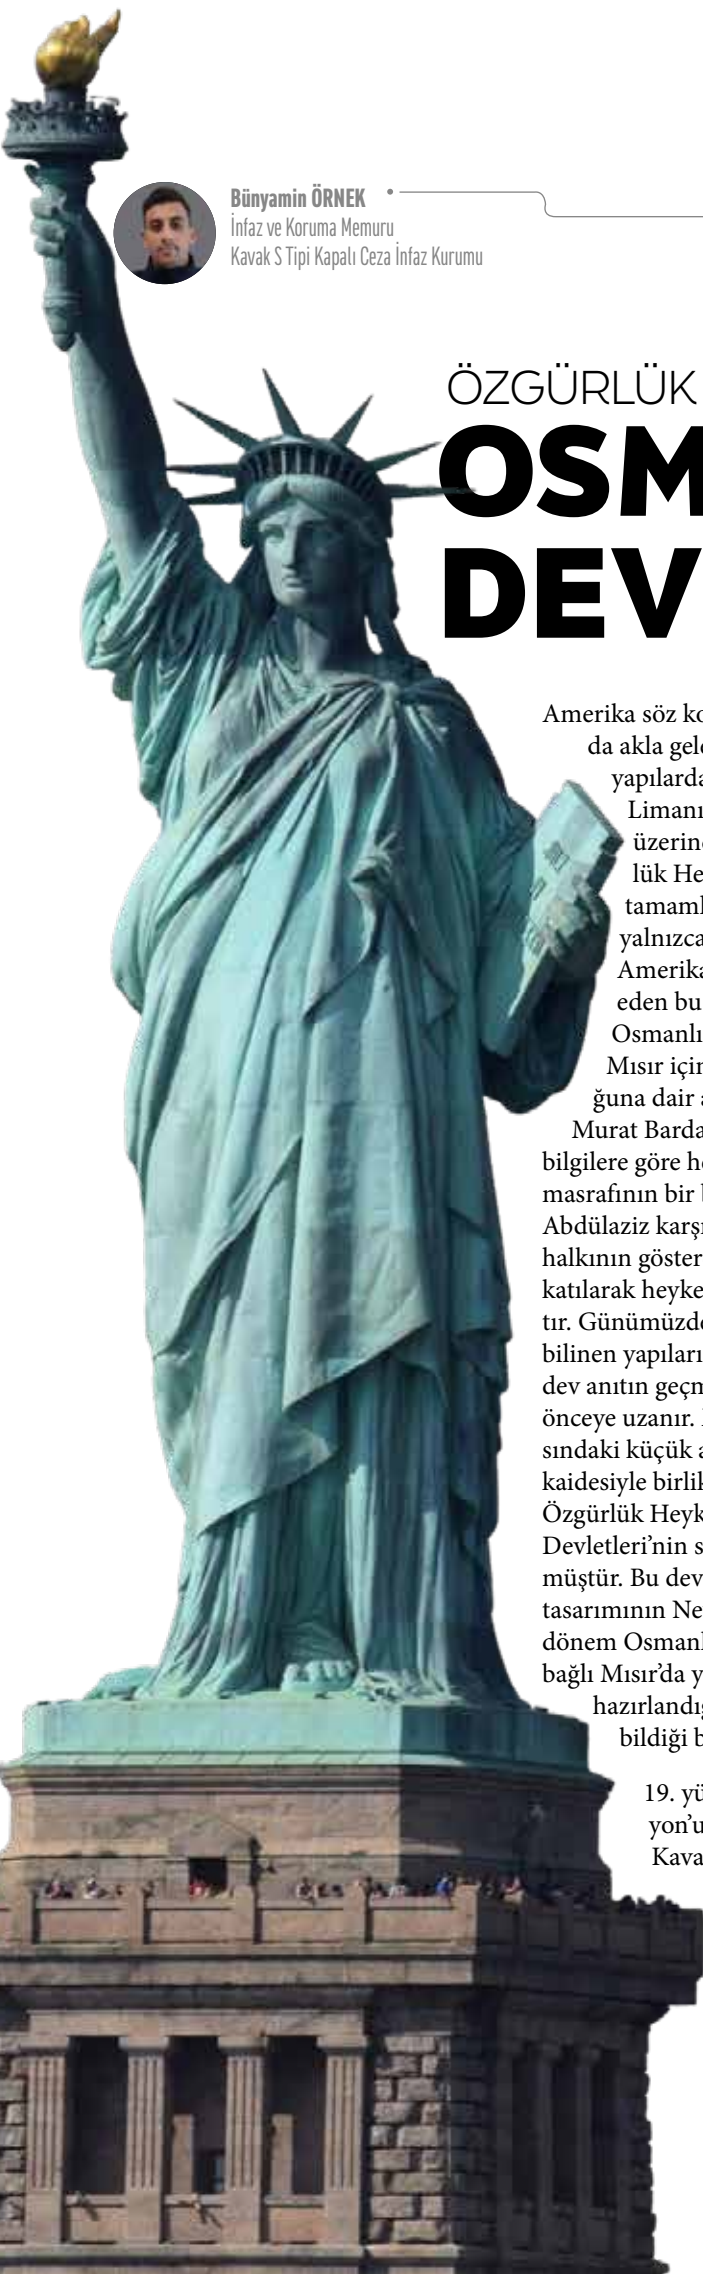 Bünyamin ÖRNEK
İnfaz ve Koruma Memuru
Kavak S Tipi Kapalı Ceza İnfaz Kurumu
ÖZGÜRLÜK
OSM
DEV
Amerika söz ko
da akla gel
yapılarda
Limanı
üzerin
lük He
tamaml
yalnızca
Amerika
eden bu
Osmanlı
Mısır için
ğuna dair a
Murat Barda
bilgilere göre he
masrafının bir b
Abdülaziz karşı
halkının göster
katılarak heyke
tır. Günümüzde
bilinen yapıları
dev anıtın geçm
önceye uzanır.
sındaki küçük a
kaidesiyle birlik
Özgürlük Heyk
Devletleri’nin s
müştür. Bu dev
tasarımının Ne
dönem Osmanl
bağlı Mısır’da y
hazırlandığ
bildiği b
19. yü
yon’u
Kava